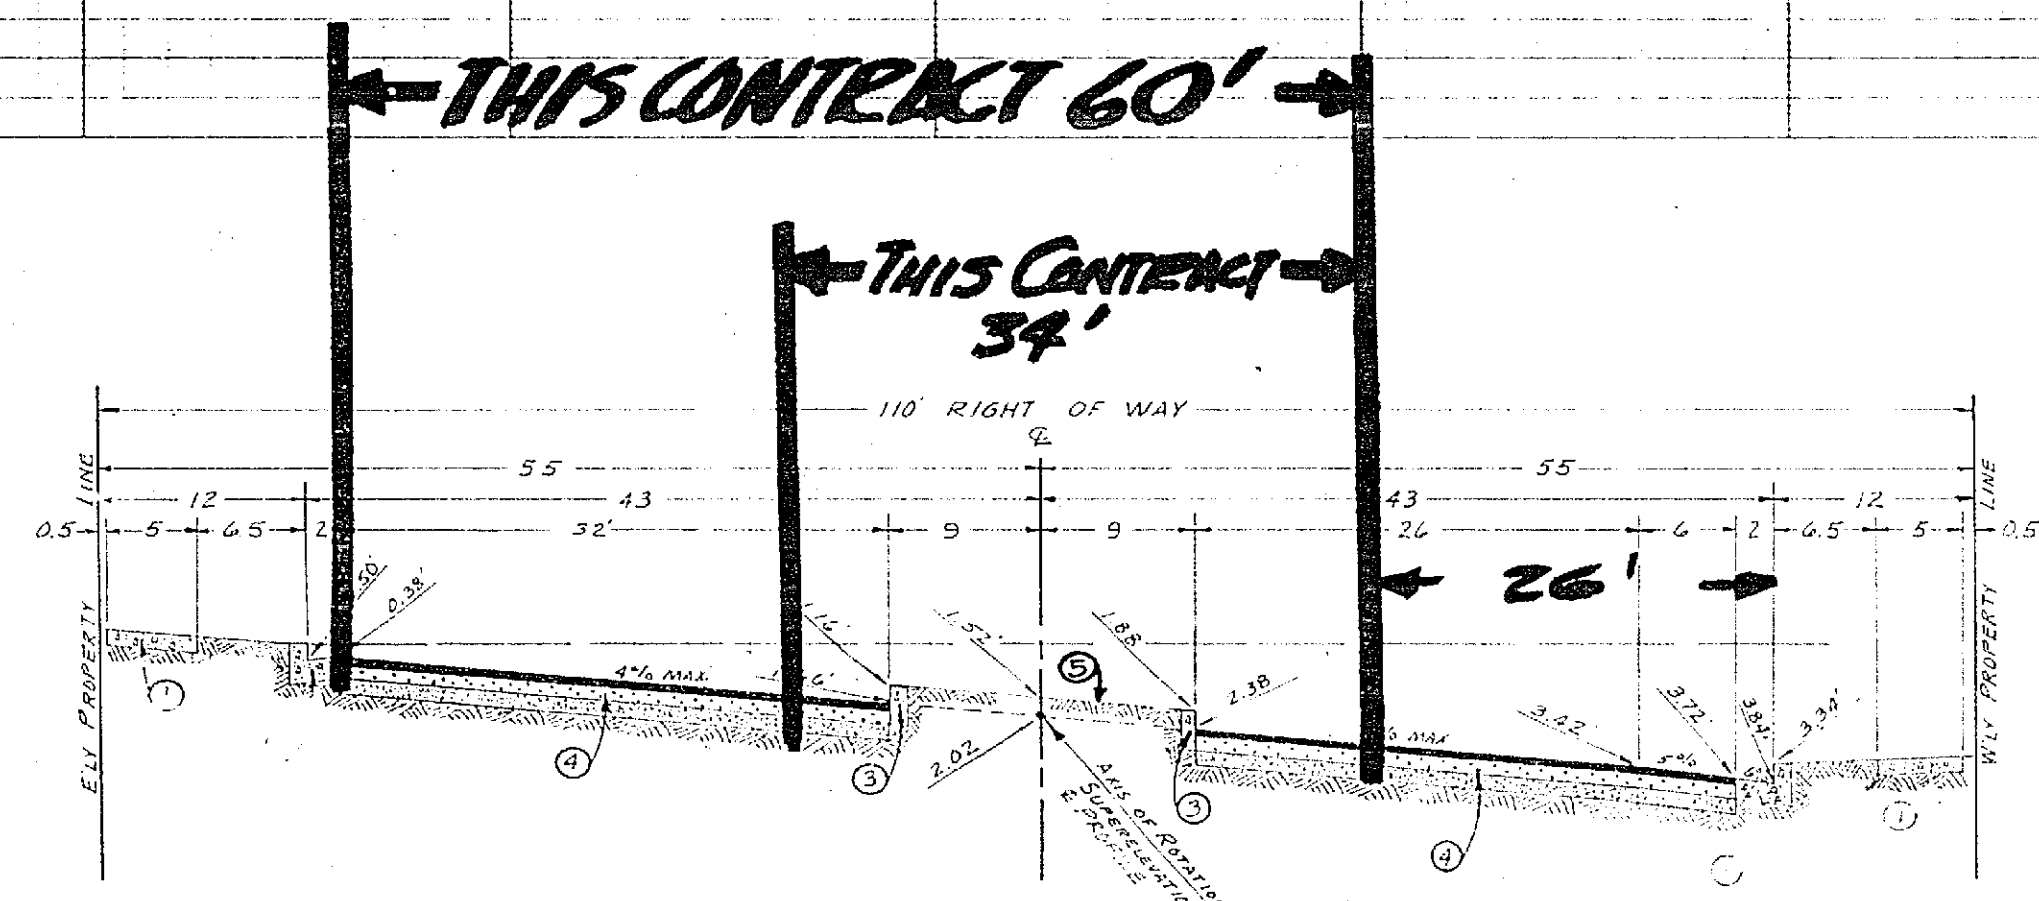 THIS CONTRACT 60'
THIS CONTRACT
34'
110' RIGHT OF WAY
℄
55 55
12 43 43 12
0.5 5 6.5 2 32' 9 9 26 6 2 6.5 5 0.5
26'
E'LY PROPERTY LINE
W'LY PROPERTY LINE
0.38'
1.52'
1.88
2.38
4% MAX.
5
3.42
3.72
3.84'
3.34'
MAX
5%
1
4
3
2.02
3
4
1
AXIS OF ROTATION
SUPERELEVATION
& PROFILE